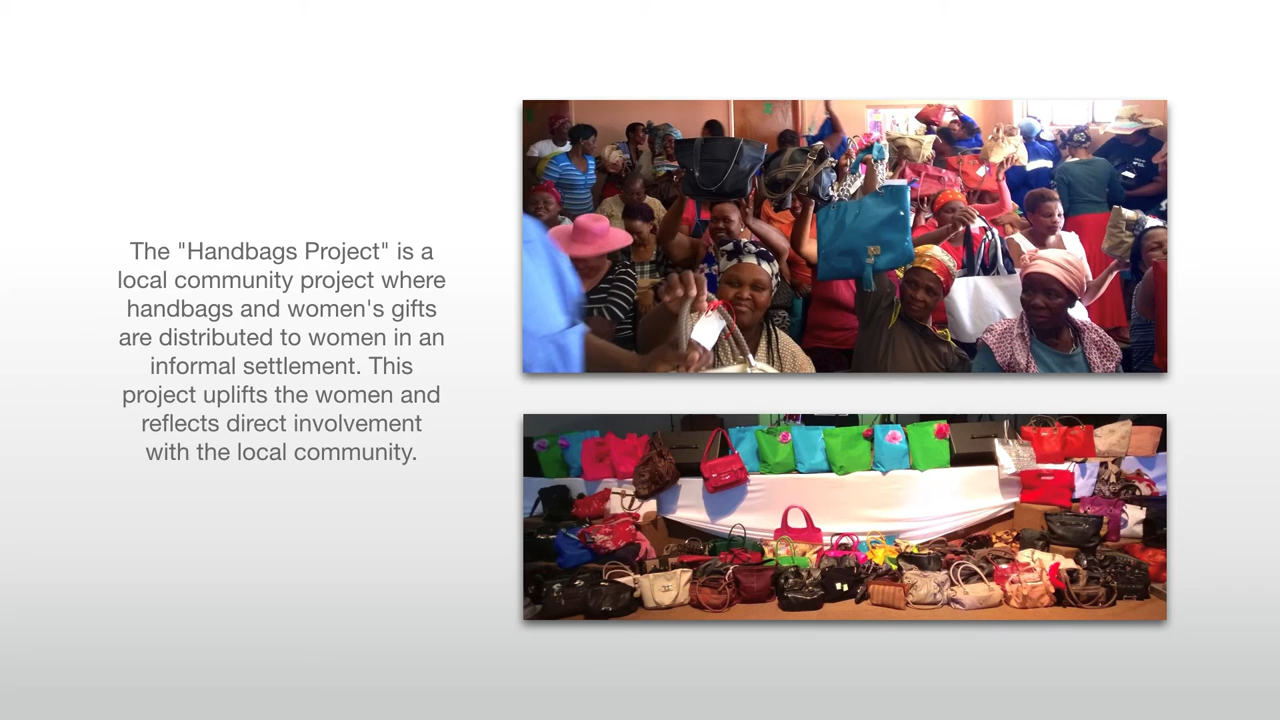 The "Handbags Project" is a
local community project where
handbags and women's gifts
are distributed to women in an
informal settlement. This
project uplifts the women and
reflects direct involvement
with the local community.